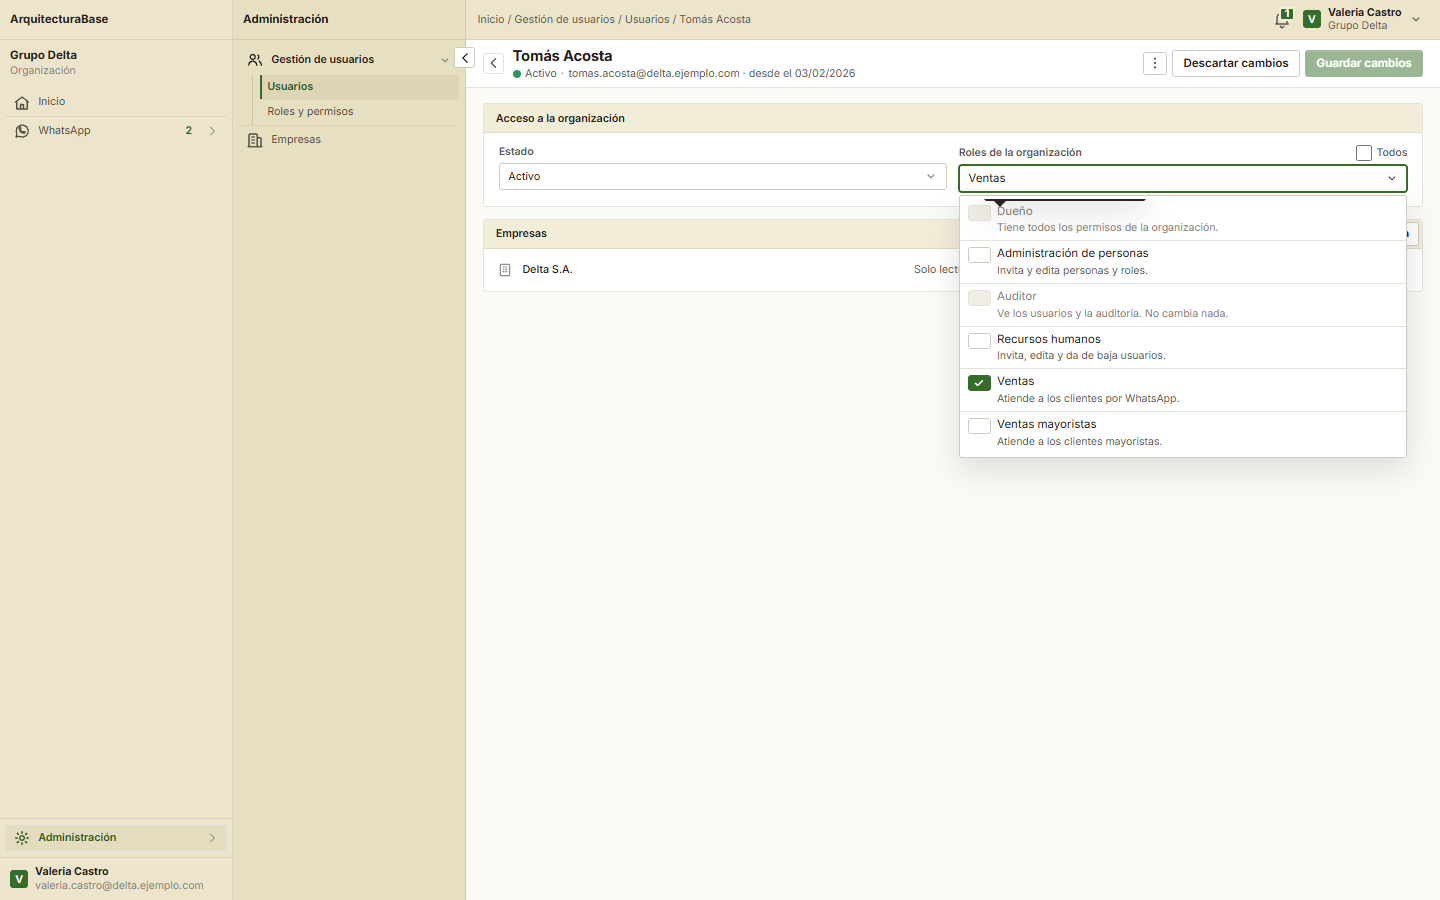 ArquitecturaBase
Grupo Delta
Organización
Inicio
WhatsApp 2
Administración
Valeria Castro
valeria.castro@delta.ejemplo.com
Administración
Gestión de usuarios
Usuarios
Roles y permisos
Empresas
Inicio / Gestión de usuarios / Usuarios / Tomás Acosta
1
V Valeria Castro
Grupo Delta
Tomás Acosta
Activo · tomas.acosta@delta.ejemplo.com · desde el 03/02/2026
Descartar cambios
Guardar cambios
Acceso a la organización
Estado
Activo
Roles de la organización
Todos
Ventas
Dueño
Tiene todos los permisos de la organización.
Administración de personas
Invita y edita personas y roles.
Auditor
Ve los usuarios y la auditoría. No cambia nada.
Recursos humanos
Invita, edita y da de baja usuarios.
Ventas
Atiende a los clientes por WhatsApp.
Ventas mayoristas
Atiende a los clientes mayoristas.
Empresas
Delta S.A.
Solo
V